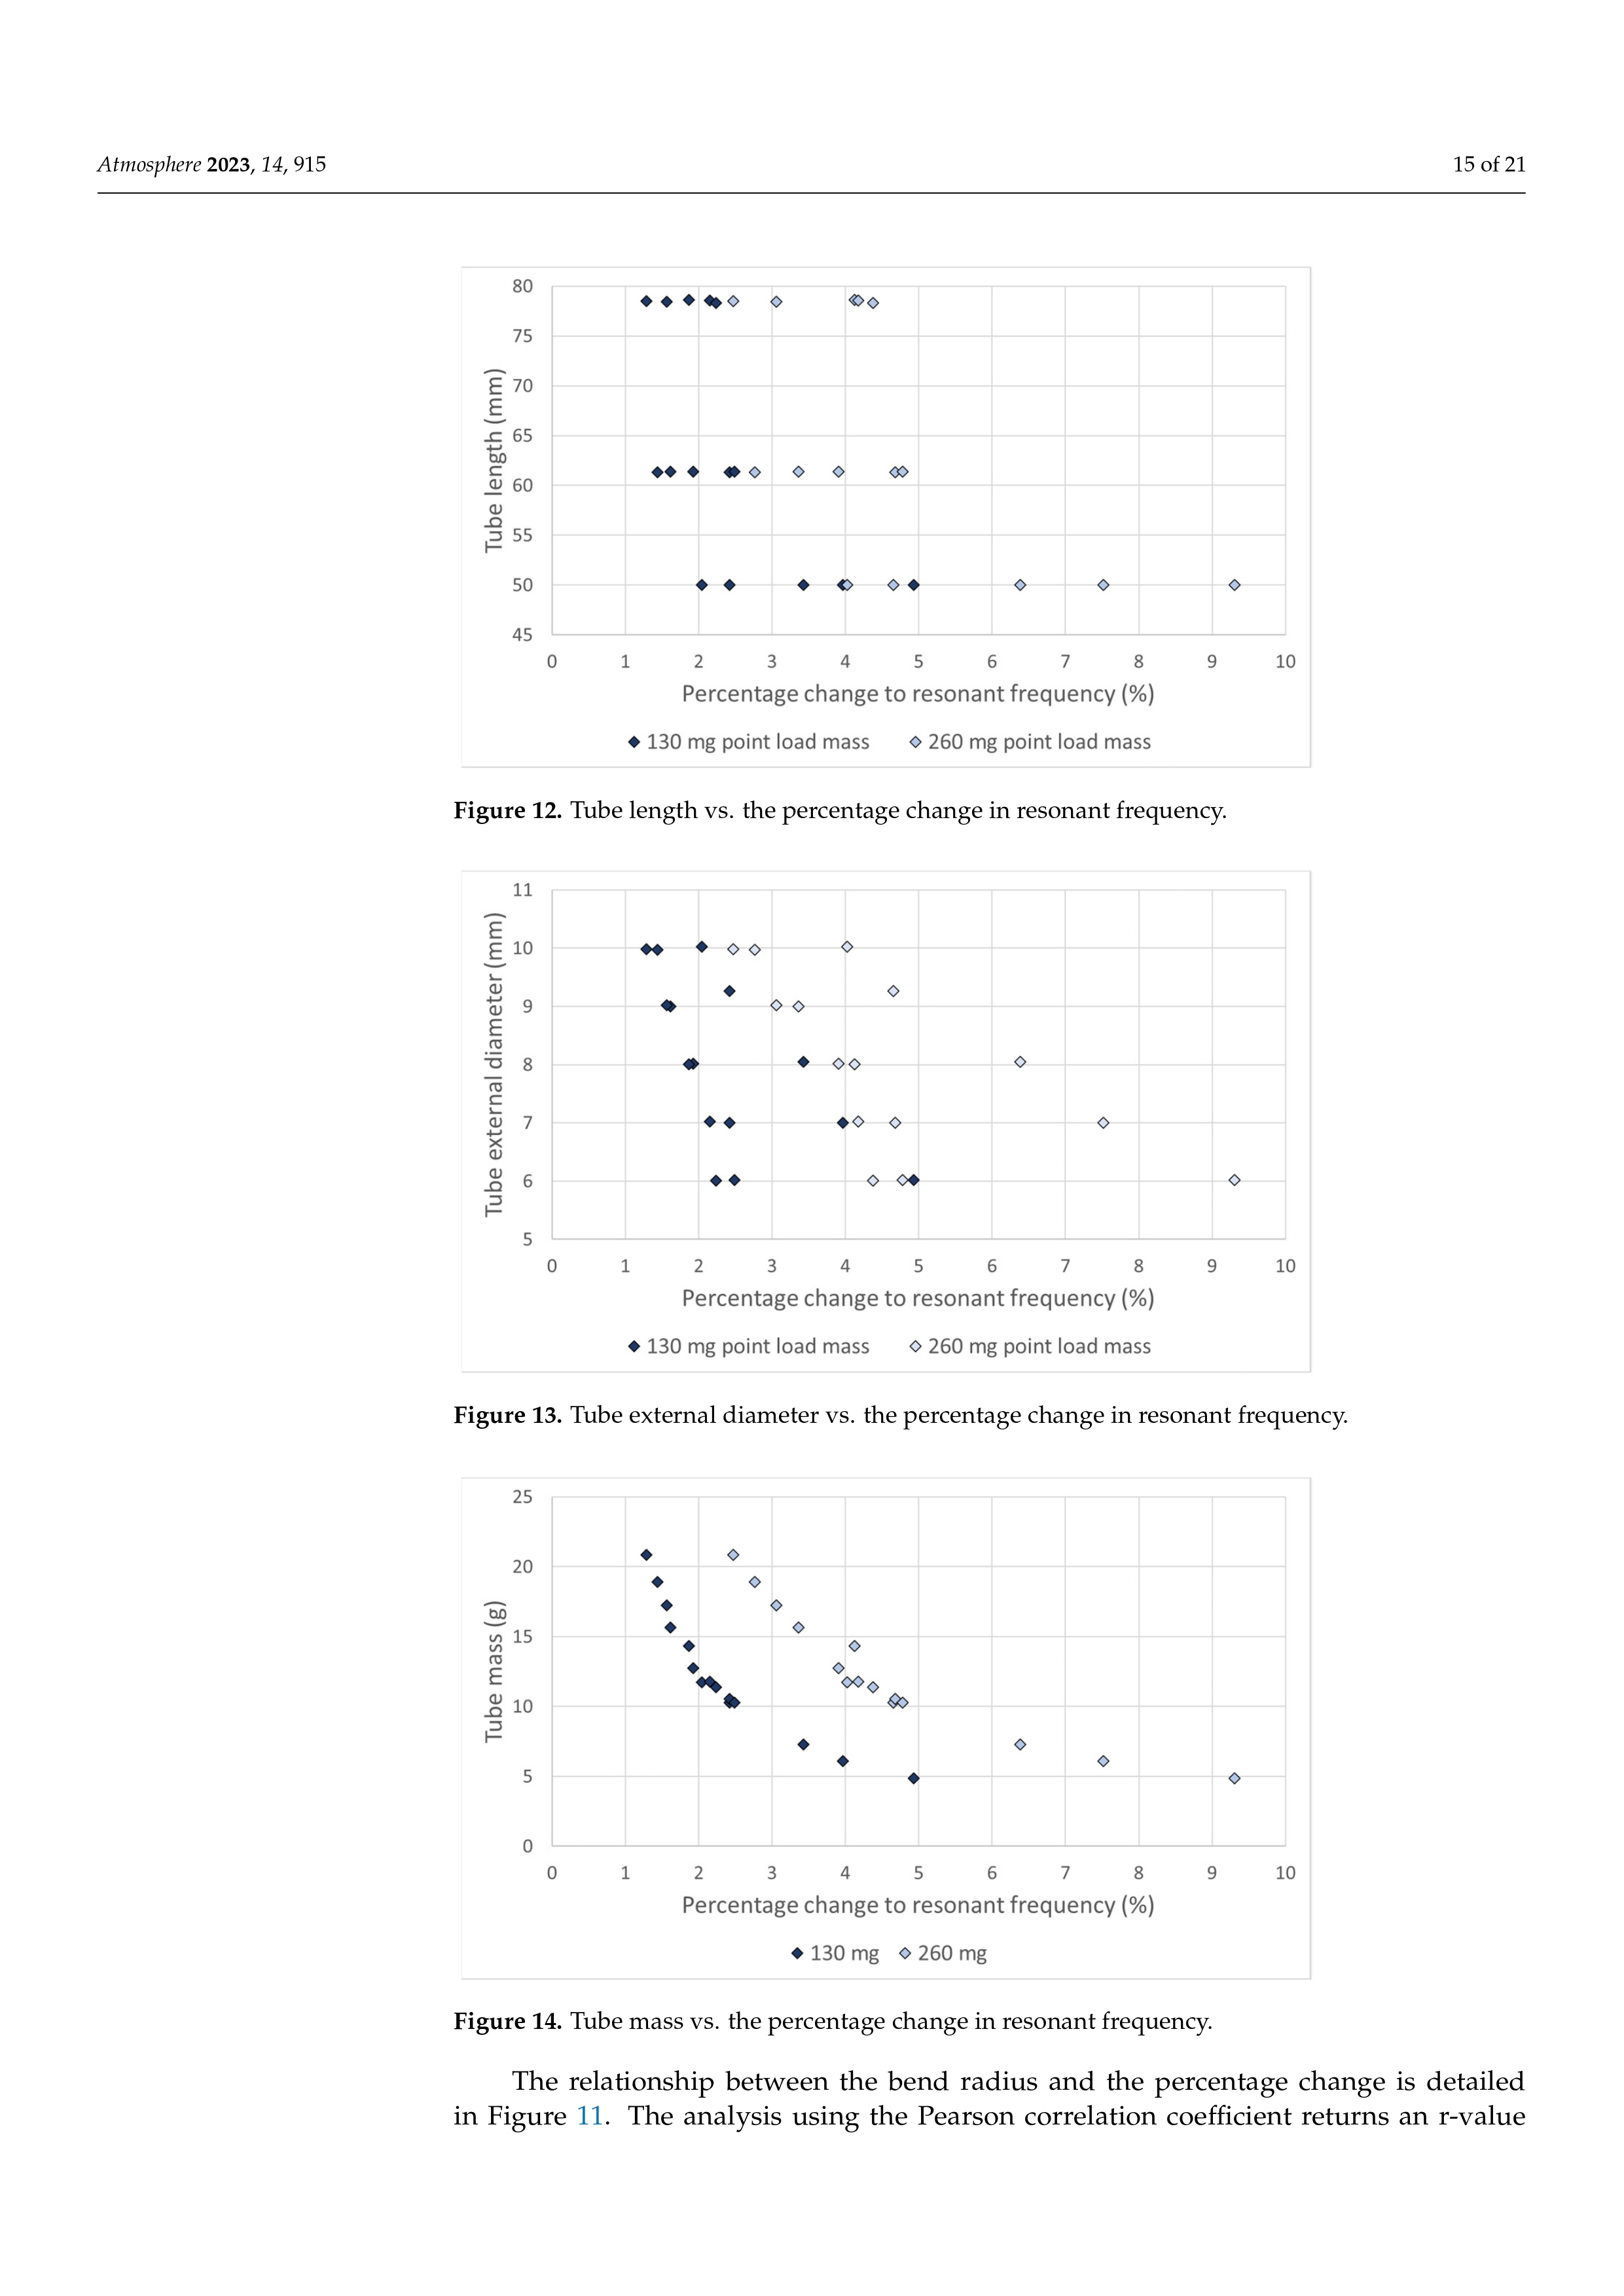 Atmosphere 2023, 14, 915
15 of 21
80
75
70
65
60
55
50
45
Tube length (mm)
0 1 2 3 4 5 6 7 8 9 10
Percentage change to resonant frequency (%)
130 mg point load mass 260 mg point load mass
Figure 12. Tube length vs. the percentage change in resonant frequency.
11
10
9
8
7
6
5
Tube external diameter (mm)
0 1 2 3 4 5 6 7 8 9 10
Percentage change to resonant frequency (%)
130 mg point load mass 260 mg point load mass
Figure 13. Tube external diameter vs. the percentage change in resonant frequency.
25
20
15
10
5
0
Tube mass (g)
0 1 2 3 4 5 6 7 8 9 10
Percentage change to resonant frequency (%)
130 mg 260 mg
Figure 14. Tube mass vs. the percentage change in resonant frequency.
The relationship between the bend radius and the percentage change is detailed
in Figure 11. The analysis using the Pearson correlation coefficient returns an r-value